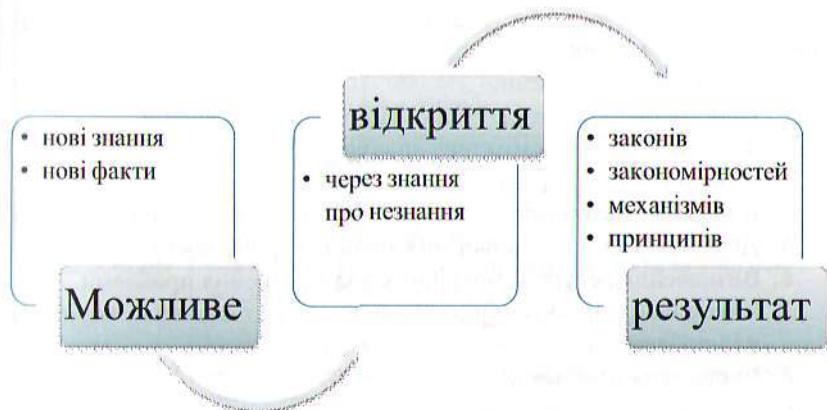 • нові знання
• нові факти
Можливе
відкриття
• через знання
про незнання
• законів
• закономірностей
• механізмів
• принципів
результат